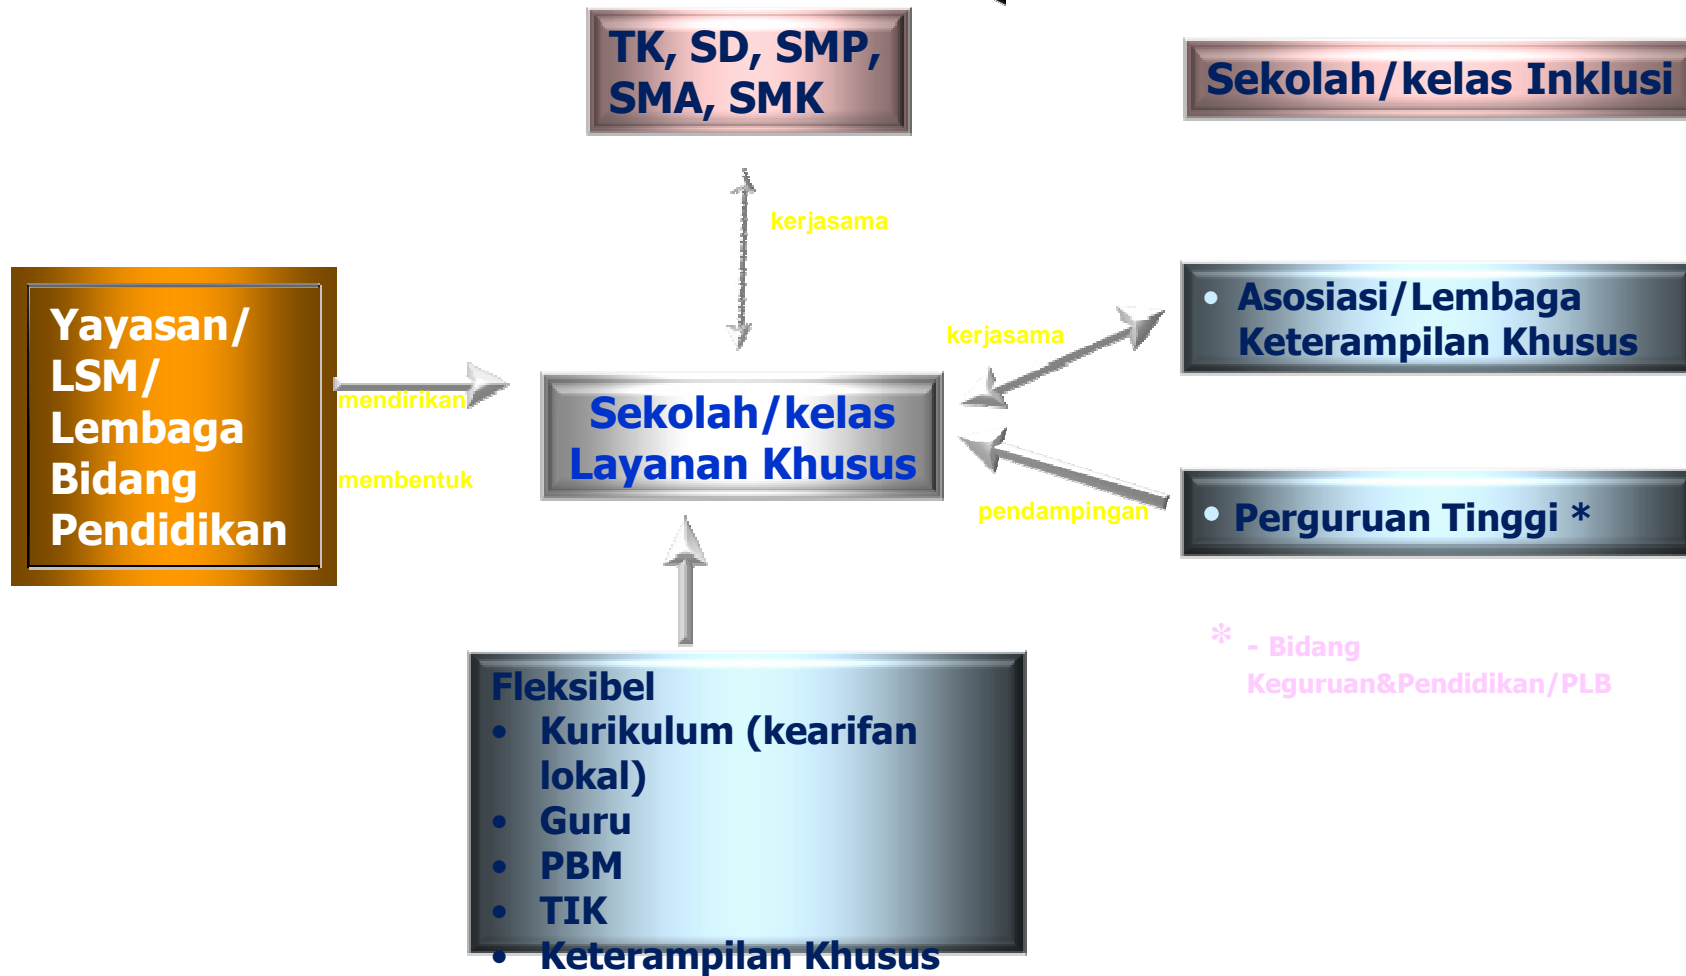 TK, SD, SMP,
SMA, SMK
Sekolah/kelas Inklusi
kerjasama
Yayasan/
LSM/
Lembaga
Bidang
Pendidikan
mendirikan
membentuk
Sekolah/kelas
Layanan Khusus
kerjasama
• Asosiasi/Lembaga
Keterampilan Khusus
pendampingan
• Perguruan Tinggi *
* - Bidang
Keguruan&Pendidikan/PLB
Fleksibel
• Kurikulum (kearifan
lokal)
• Guru
• PBM
• TIK
• Keterampilan Khusus